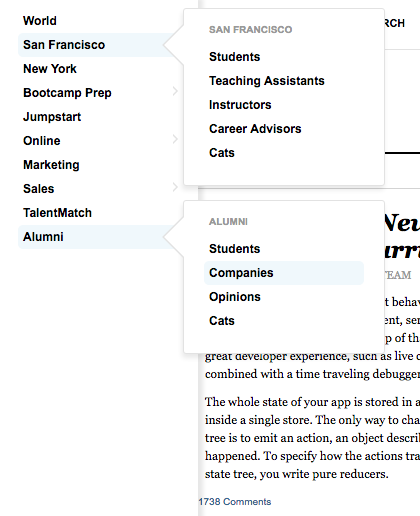 World
San Francisco
New York
Bootcamp Prep
Jumpstart
Online
Marketing
Sales
TalentMatch
Alumni
SAN FRANCISCO
Students
Teaching Assistants
Instructors
Career Advisors
Cats
ALUMNI
Students
Companies
Opinions
Cats
RCH
New
urr
TEAM
t behav
ent, ser
p of th
great developer experience, such as live c
combined with a time traveling debugger
The whole state of your app is stored in a
inside a single store. The only way to cha
tree is to emit an action, an object descri
happened. To specify how the actions tra
state tree, you write pure reducers.
1738 Comments